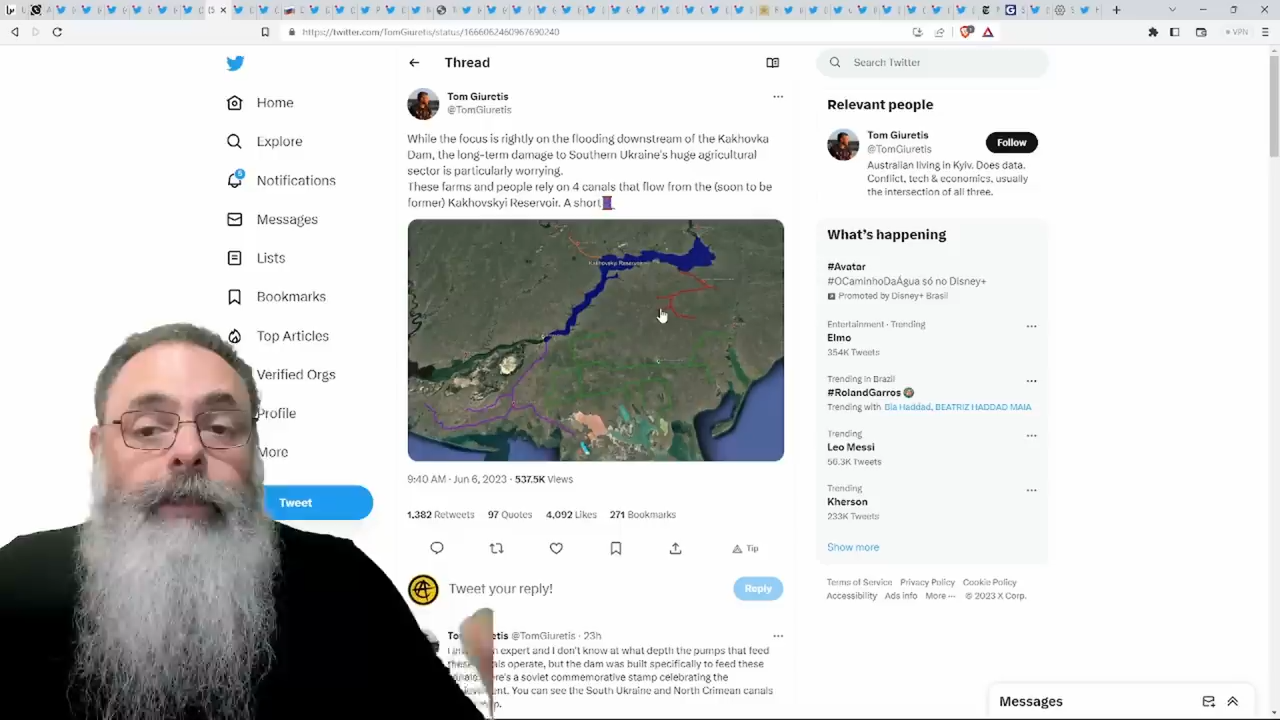 https://twitter.com/TomGiuretis/status/1666062460967690240
VPN
Home
Explore
5
Notifications
Messages
Lists
Bookmarks
Top Articles
Verified Orgs
Profile
More
Tweet
Thread
Tom Giuretis
@TomGiuretis
While the focus is rightly on the flooding downstream of the Kakhovka
Dam, the long-term damage to Southern Ukraine's huge agricultural
sector is particularly worrying.
These farms and people rely on 4 canals that flow from the (soon to be
former) Kakhovskyi Reservoir. A short
9:40 AM · Jun 6, 2023 · 537.5K Views
1,382 Retweets 97 Quotes 4,092 Likes 271 Bookmarks
Tip
Tweet your reply!
Reply
@TomGiuretis · 23h
expert and I don't know at what depth the pumps that feed
operate, but the dam was built specifically to feed these
a soviet commemorative stamp celebrating the
You can see the South Ukraine and North Crimean canals
Search Twitter
Relevant people
Tom Giuretis
@TomGiuretis
Follow
Australian living in Kyiv. Does data.
Conflict, tech & economics, usually
the intersection of all three.
What's happening
#Avatar
#OCaminhoDaÁgua só no Disney+
Promoted by Disney+ Brasil
Entertainment · Trending
Elmo
354K Tweets
Trending in Brazil
#RolandGarros
Trending with Bia Haddad, BEATRIZ HADDAD MAIA
Trending
Leo Messi
50.3K Tweets
Trending
Kherson
233K Tweets
Show more
Terms of Service Privacy Policy Cookie Policy
Accessibility Ads info More ··· © 2023 X Corp.
Messages